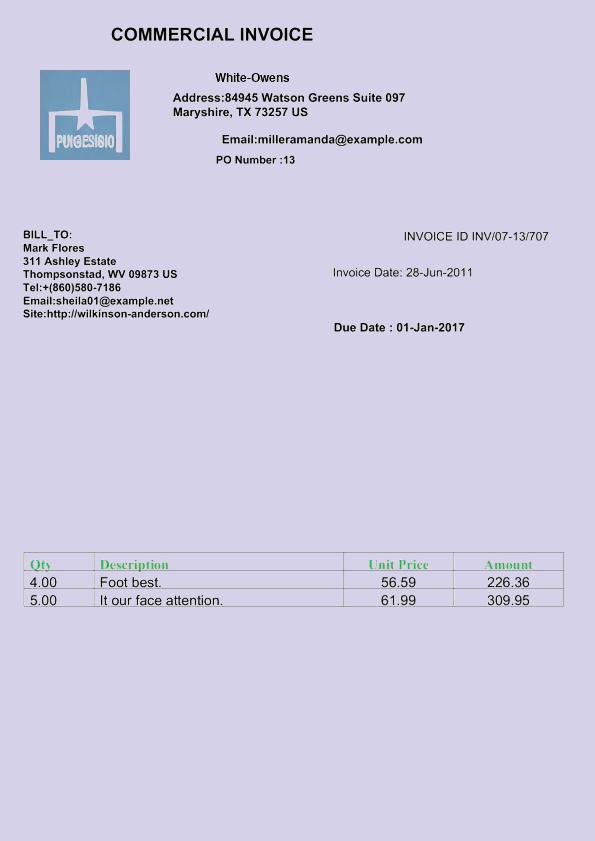 COMMERCIAL INVOICE
White-Owens
Address:84945 Watson Greens Suite 097
Maryshire, TX 73257 US
Email:milleramanda@example.com
PO Number :13
PUIGESIBIO
BILL_TO:
Mark Flores
311 Ashley Estate
Thompsonstad, WV 09873 US
Tel:+(860)580-7186
Email:sheila01@example.net
Site:http://wilkinson-anderson.com/
INVOICE ID INV/07-13/707
Invoice Date: 28-Jun-2011
Due Date : 01-Jan-2017
Qty Description Unit Price Amount
4.00 Foot best. 56.59 226.36
5.00 It our face attention. 61.99 309.95